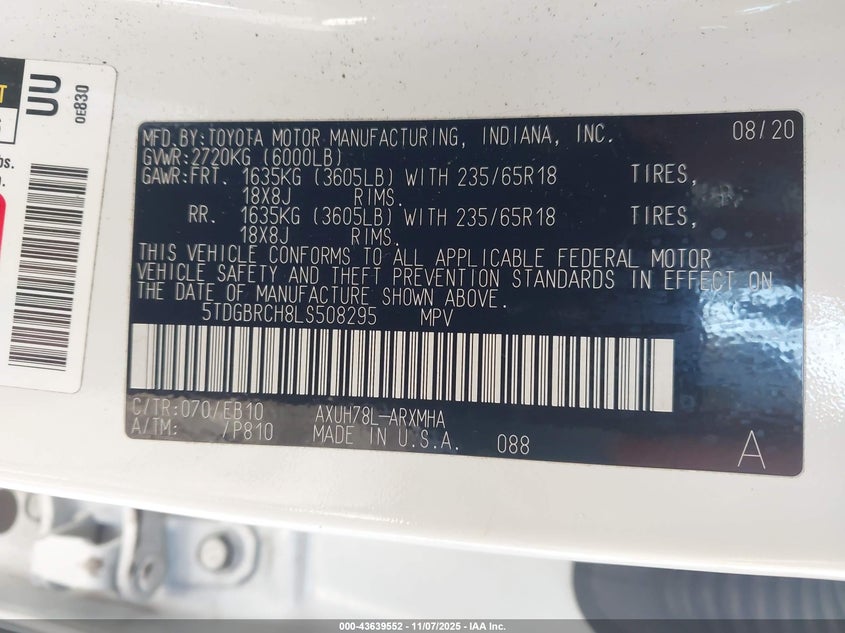 UU
0E830
MFD.BY:TOYOTA MOTOR MANUFACTURING, INDIANA, INC. 08/20
GVWR:2720KG (6000LB)
GAWR:FRT. 1635KG (3605LB) WITH 235/65R18 TIRES,
18X8J RIMS.
RR. 1635KG (3605LB) WITH 235/65R18 TIRES,
18X8J RIMS.
THIS VEHICLE CONFORMS TO ALL APPLICABLE FEDERAL MOTOR
VEHICLE SAFETY AND THEFT PREVENTION STANDARDS IN EFFECT ON
THE DATE OF MANUFACTURE SHOWN ABOVE.
5TDGBRCH8LS508295 MPV
C/TR:070/EB10 AXUH78L-ARXMHA
A/TM: /P810 MADE IN U.S.A. 088
A
000-43639552 — 11/07/2025 — IAA Inc.